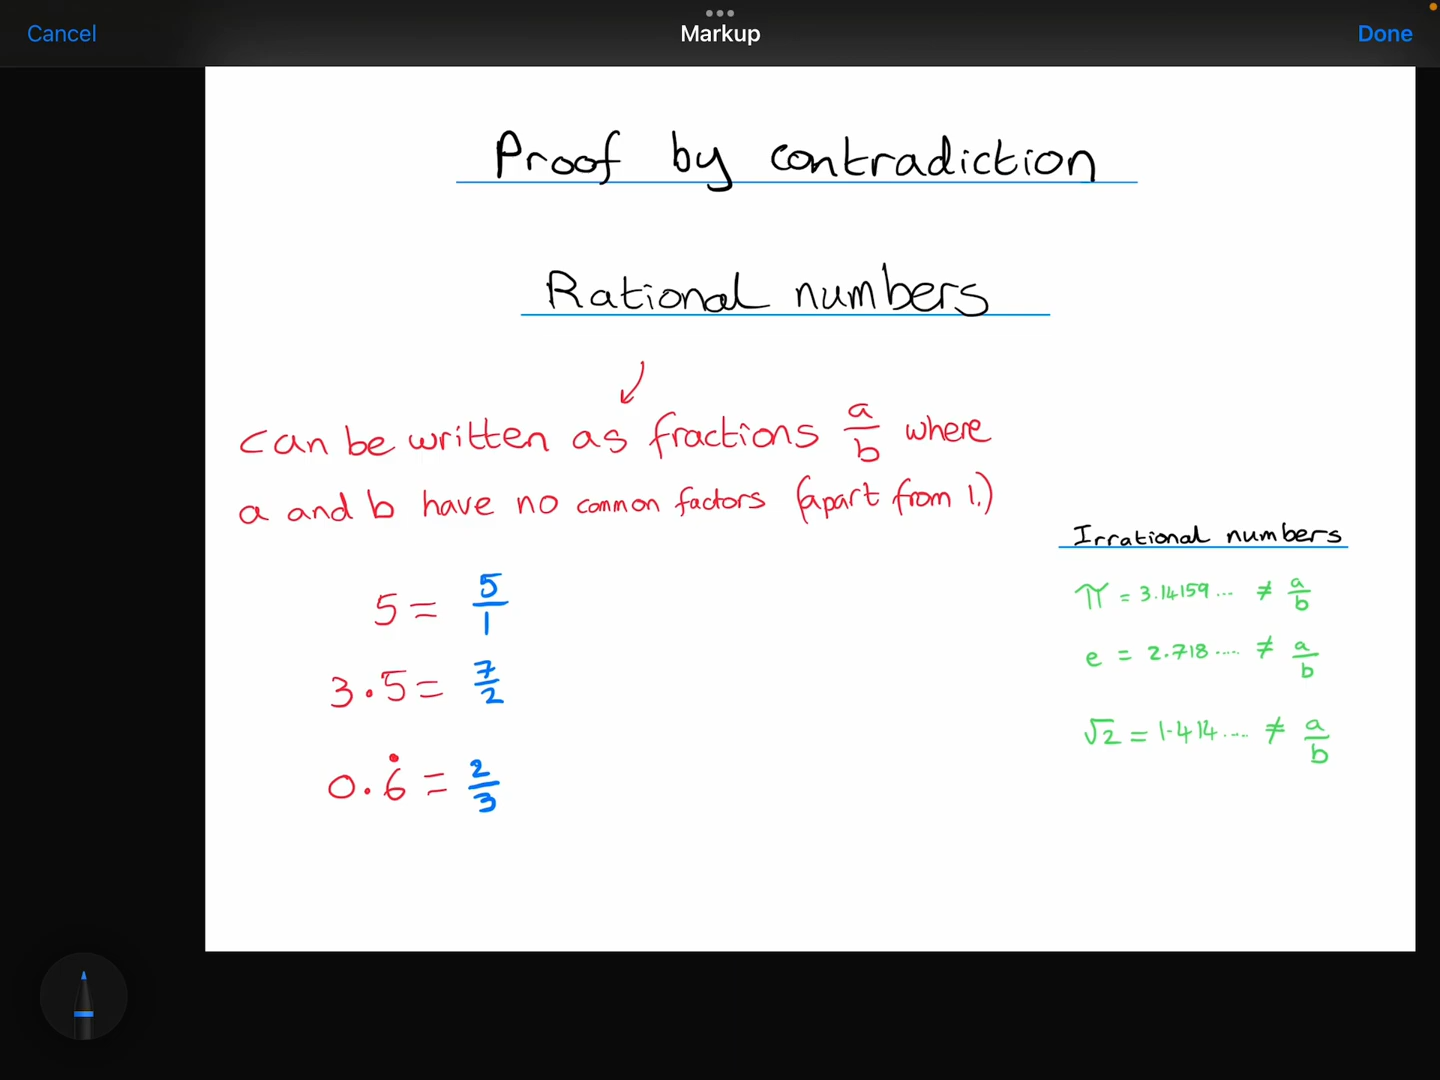 Cancel
Markup
Done
Proof by contradiction
Rational numbers
can be written as fractions a/b where
a and b have no common factors (apart from 1.)
5 = 5/1
3.5 = 7/2
0.6̇ = 2/3
Irrational numbers
π = 3.14159... ≠ a/b
e = 2.718.... ≠ a/b
√2 = 1.414.... ≠ a/b